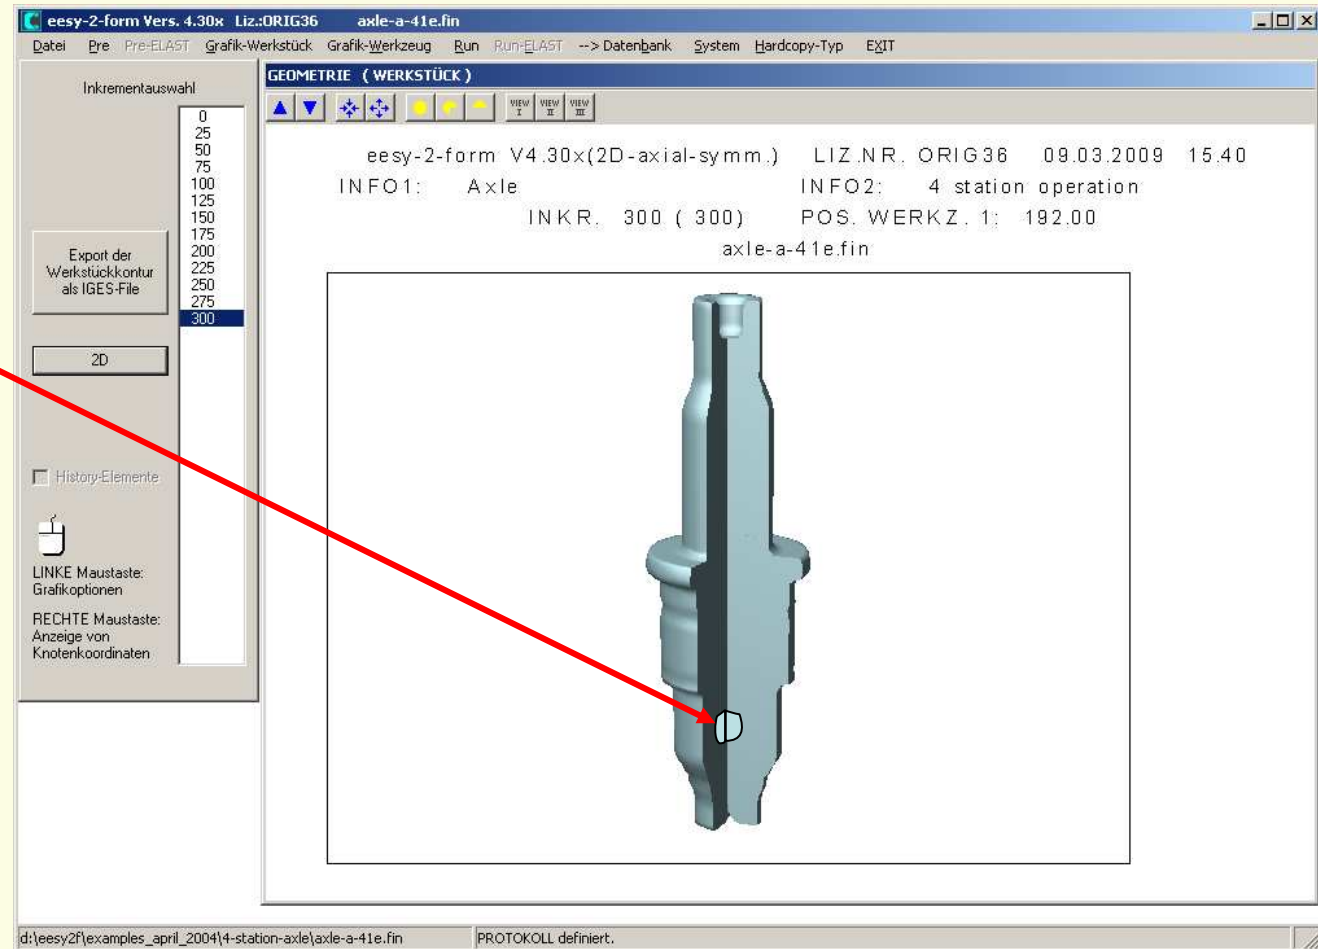 eesy-2-form Vers. 4.30x Liz.:ORIG36 axle-a-41e.fin
Datei Pre Pre-ELAST Grafik-Werkstück Grafik-Werkzeug Run Run-ELAST --> Datenbank System Hardcopy-Typ EXIT
Inkrementauswahl
0
25
50
75
100
125
150
175
200
225
250
275
300
Export der
Werkstückkontur
als IGES-File
2D
History-Elemente
LINKE Maustaste:
Grafikoptionen
RECHTE Maustaste:
Anzeige von
Knotenkoordinaten
GEOMETRIE ( WERKSTÜCK )
VIEW I VIEW II VIEW III
eesy-2-form V4.30x(2D-axial-symm.) LIZ.NR. ORIG36 09.03.2009 15.40
INFO1: Axle INFO2: 4 station operation
INKR. 300 ( 300) POS. WERKZ. 1: 192.00
axle-a-41e.fin
d:\eesy2f\examples_april_2004\4-station-axle\axle-a-41e.fin PROTOKOLL definiert.